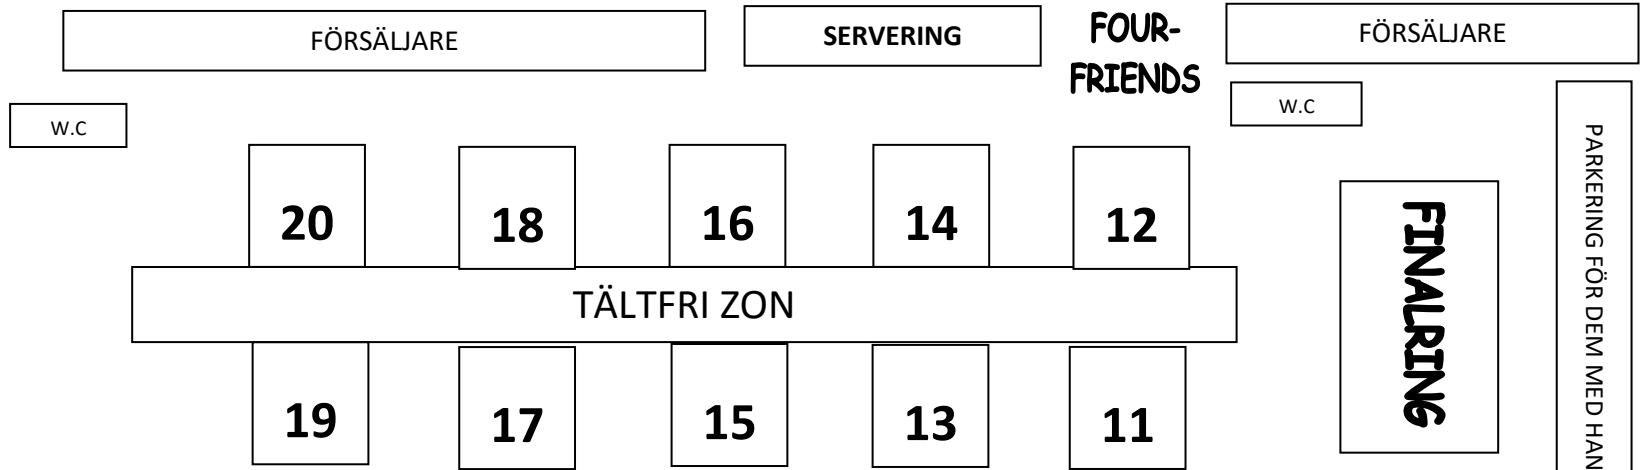 FÖRSÄLJARE
SERVERING
FOUR-
FRIENDS
FÖRSÄLJARE
W.C
W.C
20
18
16
14
12
TÄLTFRI ZON
19
17
15
13
11
FINALRING
PARKERING FÖR DEM MED HAN